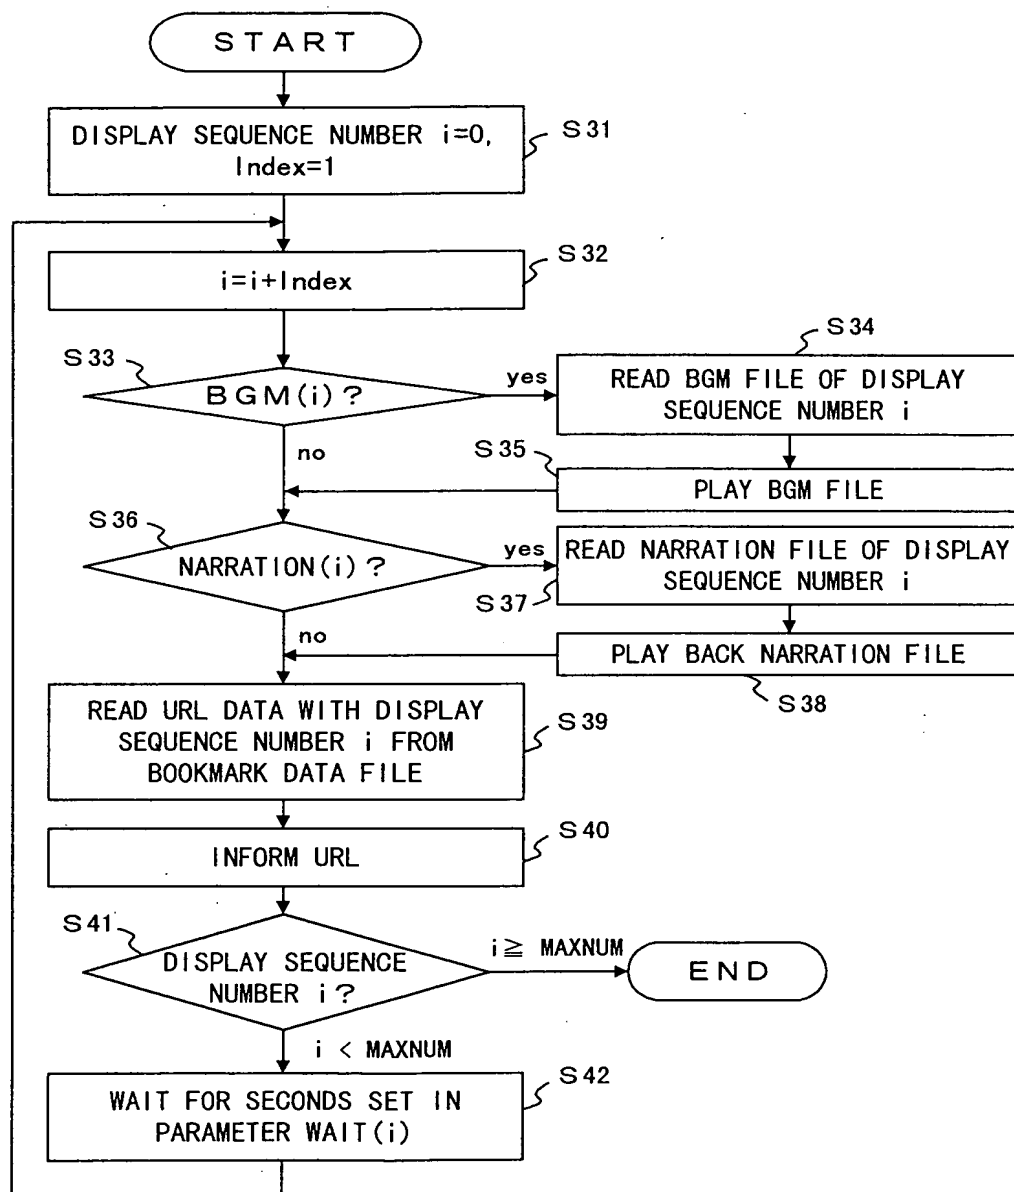 START
DISPLAY SEQUENCE NUMBER i=0,
Index=1
S31
i=i+Index
S32
S33
BGM(i)?
yes
no
S34
READ BGM FILE OF DISPLAY
SEQUENCE NUMBER i
S35
PLAY BGM FILE
S36
NARRATION(i)?
yes
no
READ NARRATION FILE OF DISPLAY
SEQUENCE NUMBER i
S37
PLAY BACK NARRATION FILE
S38
READ URL DATA WITH DISPLAY
SEQUENCE NUMBER i FROM
BOOKMARK DATA FILE
S39
INFORM URL
S40
S41
DISPLAY SEQUENCE
NUMBER i?
i≧ MAXNUM
END
i < MAXNUM
WAIT FOR SECONDS SET IN
PARAMETER WAIT(i)
S42